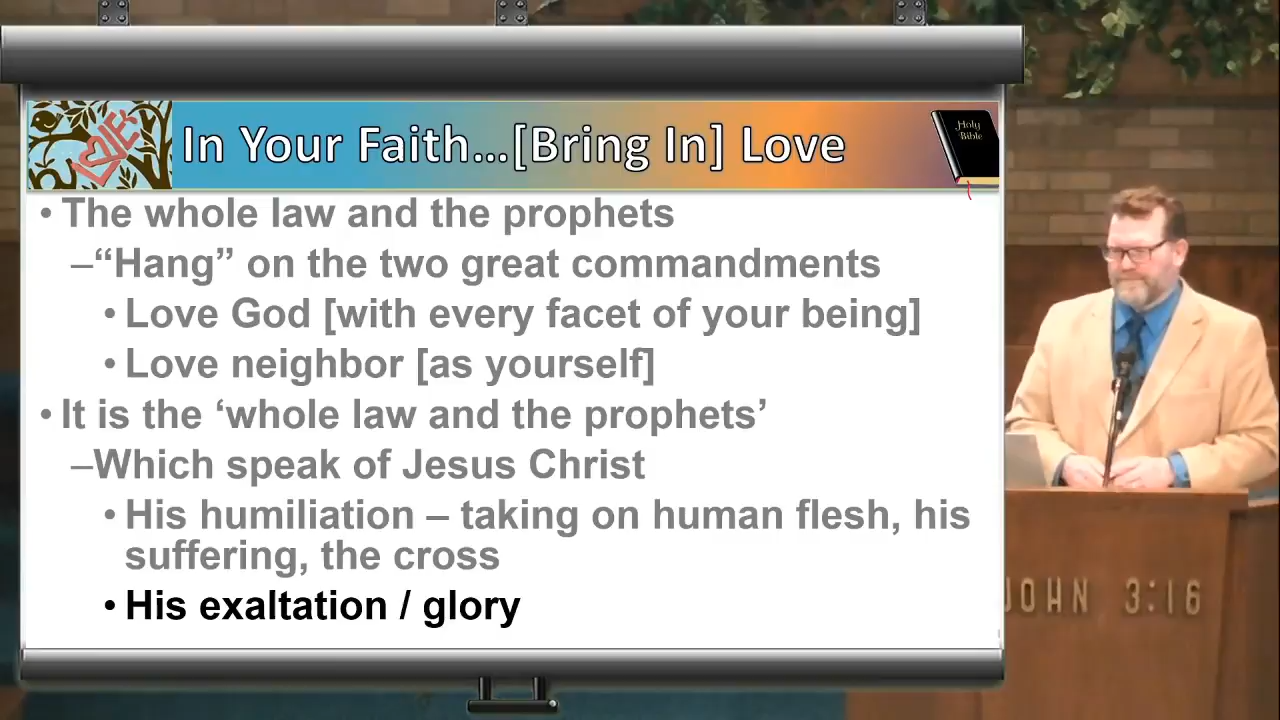 LOVE
In Your Faith...[Bring In] Love
Holy
Bible
• The whole law and the prophets
–“Hang” on the two great commandments
• Love God [with every facet of your being]
• Love neighbor [as yourself]
• It is the ‘whole law and the prophets’
–Which speak of Jesus Christ
• His humiliation – taking on human flesh, his
suffering, the cross
• His exaltation / glory
JOHN 3:16